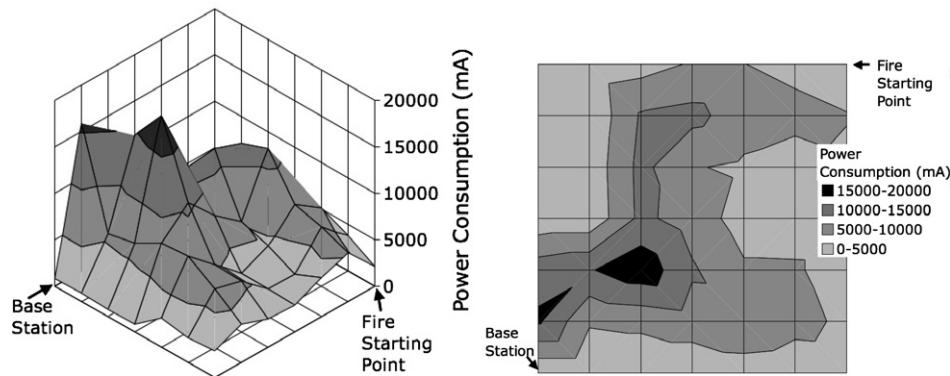 20000
15000
10000
5000
0
Power Consumption (mA)
Base
Station
Fire
Starting
Point
Fire
Starting
Point
Power
Consumption (mA)
15000-20000
10000-15000
5000-10000
0-5000
Base
Station